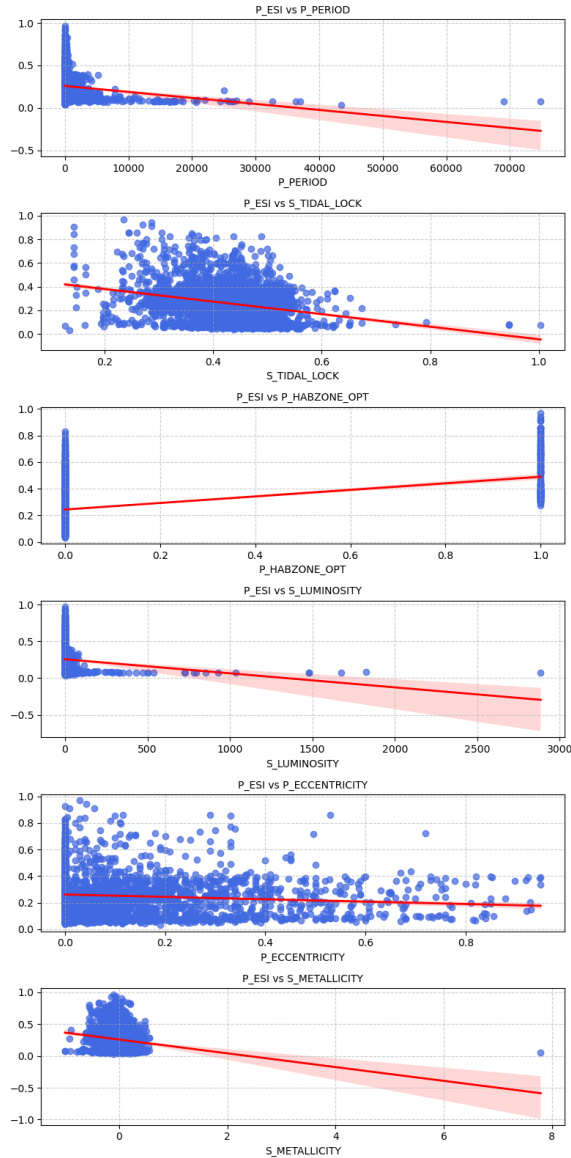 P_ESI vs P_PERIOD
1.0
0.5
0.0
−0.5
0 10000 20000 30000 40000 50000 60000 70000
P_PERIOD
P_ESI vs S_TIDAL_LOCK
1.0
0.8
0.6
0.4
0.2
0.0
0.2 0.4 0.6 0.8 1.0
S_TIDAL_LOCK
P_ESI vs P_HABZONE_OPT
1.0
0.8
0.6
0.4
0.2
0.0
0.0 0.2 0.4 0.6 0.8 1.0
P_HABZONE_OPT
P_ESI vs S_LUMINOSITY
1.0
0.5
0.0
−0.5
0 500 1000 1500 2000 2500 3000
S_LUMINOSITY
P_ESI vs P_ECCENTRICITY
1.0
0.8
0.6
0.4
0.2
0.0
0.0 0.2 0.4 0.6 0.8
P_ECCENTRICITY
P_ESI vs S_METALLICITY
1.0
0.5
0.0
−0.5
−1.0
0 2 4 6 8
S_METALLICITY